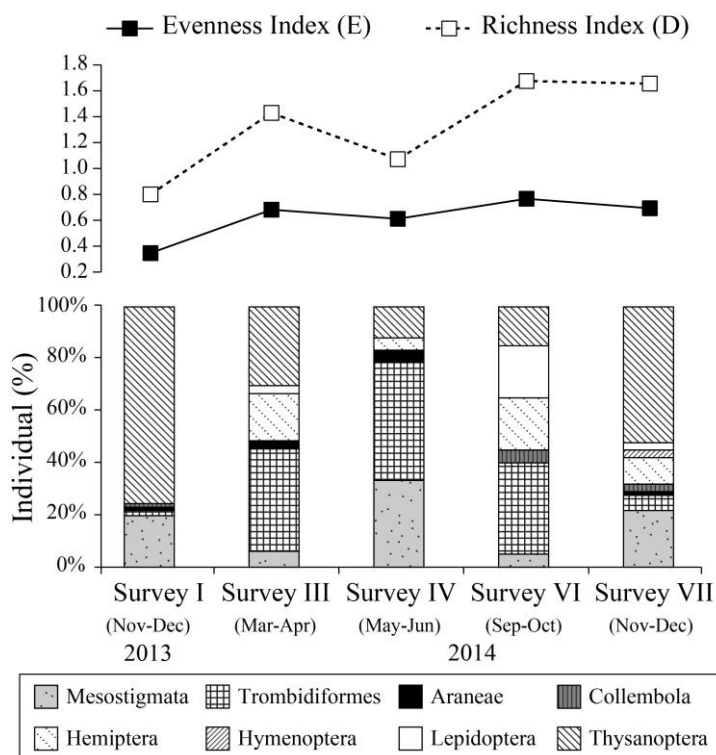 Evenness Index (E) Richness Index (D)
1.8
1.6
1.4
1.2
1.0
0.8
0.6
0.4
0.2
100%
80%
60%
40%
20%
0%
Individual (%)
Survey I Survey III Survey IV Survey VI Survey VII
(Nov-Dec) (Mar-Apr) (May-Jun) (Sep-Oct) (Nov-Dec)
2013 2014
Mesostigmata Trombidiformes Araneae Collembola
Hemiptera Hymenoptera Lepidoptera Thysanoptera